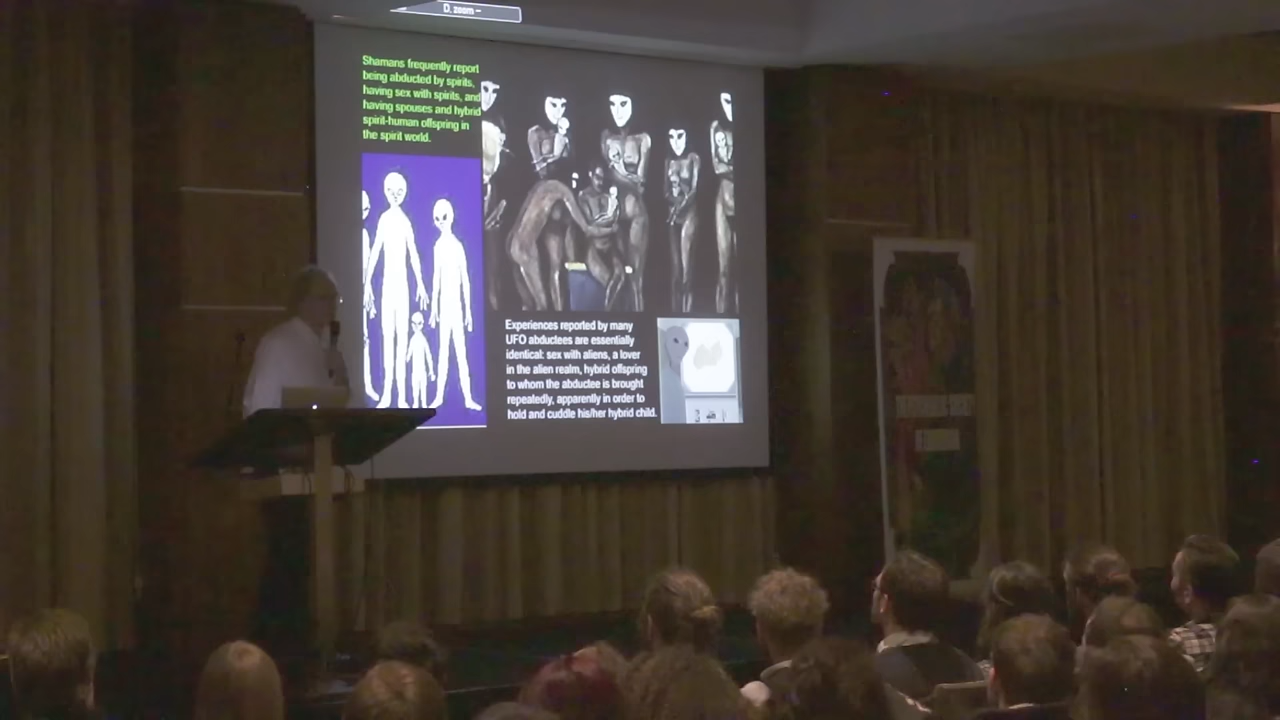 D. zoom –
Shamans frequently report
being abducted by spirits,
having sex with spirits, and
having spouses and hybrid
spirit-human offspring in
the spirit world.
Experiences reported by many
UFO abductees are essentially
identical: sex with aliens, a lover
in the alien realm, hybrid offspring
to whom the abductee is brought
repeatedly, apparently in order to
hold and cuddle his/her hybrid child.